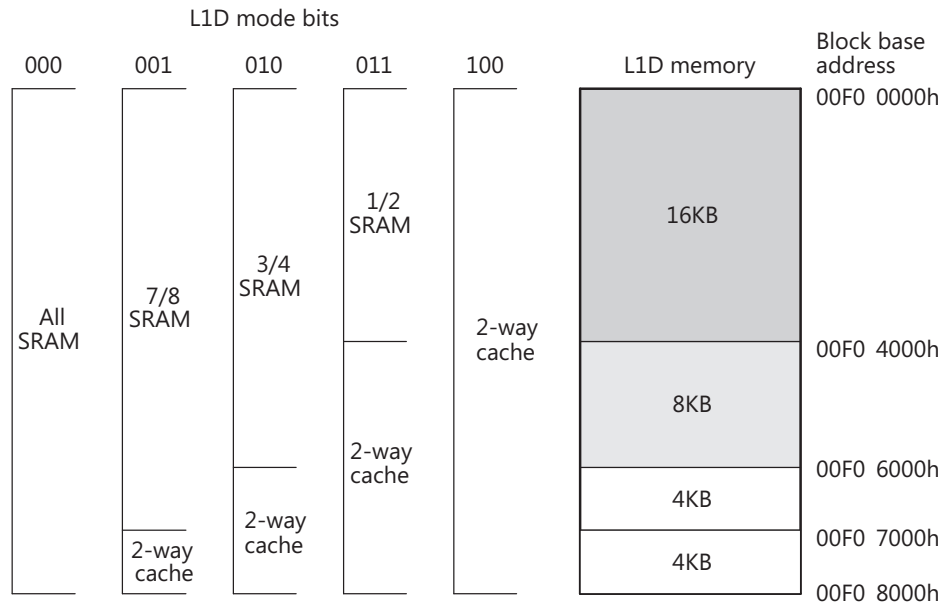 L1D mode bits
000 001 010 011 100 L1D memory
Block base
address
All
SRAM
7/8
SRAM
2-way
cache
3/4
SRAM
2-way
cache
1/2
SRAM
2-way
cache
2-way
cache
16KB
8KB
4KB
4KB
00F0 0000h
00F0 4000h
00F0 6000h
00F0 7000h
00F0 8000h